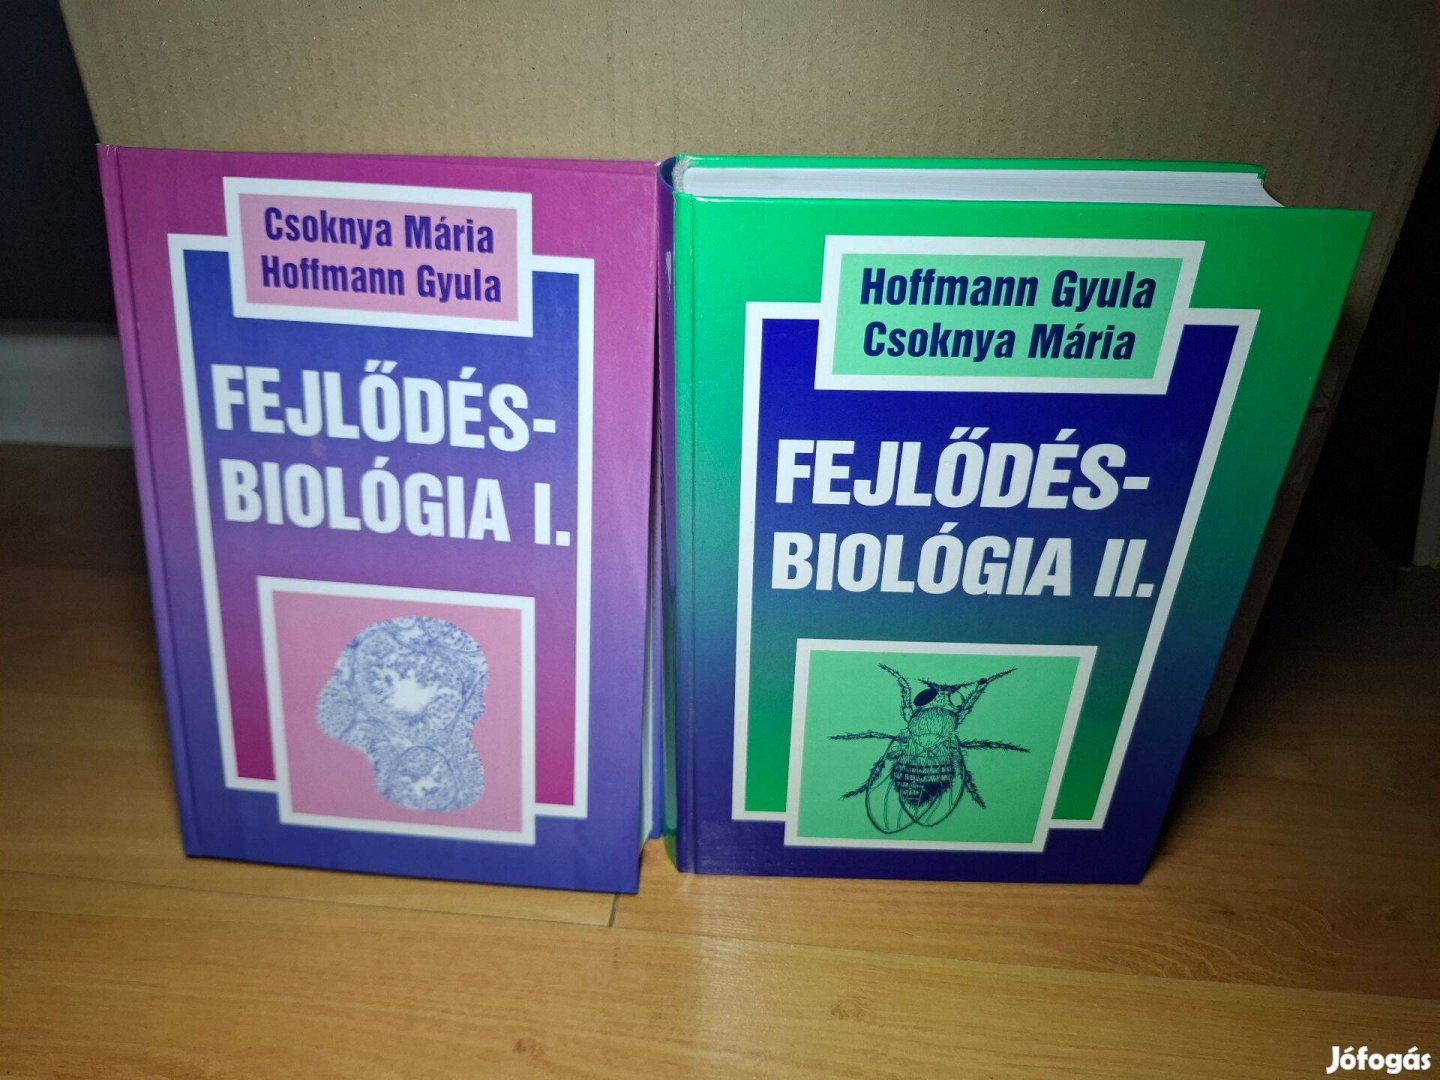 Csoknya Mária
Hoffmann Gyula
FEJLŐDÉS-
BIOLÓGIA I.
Hoffmann Gyula
Csoknya Mária
FEJLŐDÉS-
BIOLÓGIA II.
Jófogás